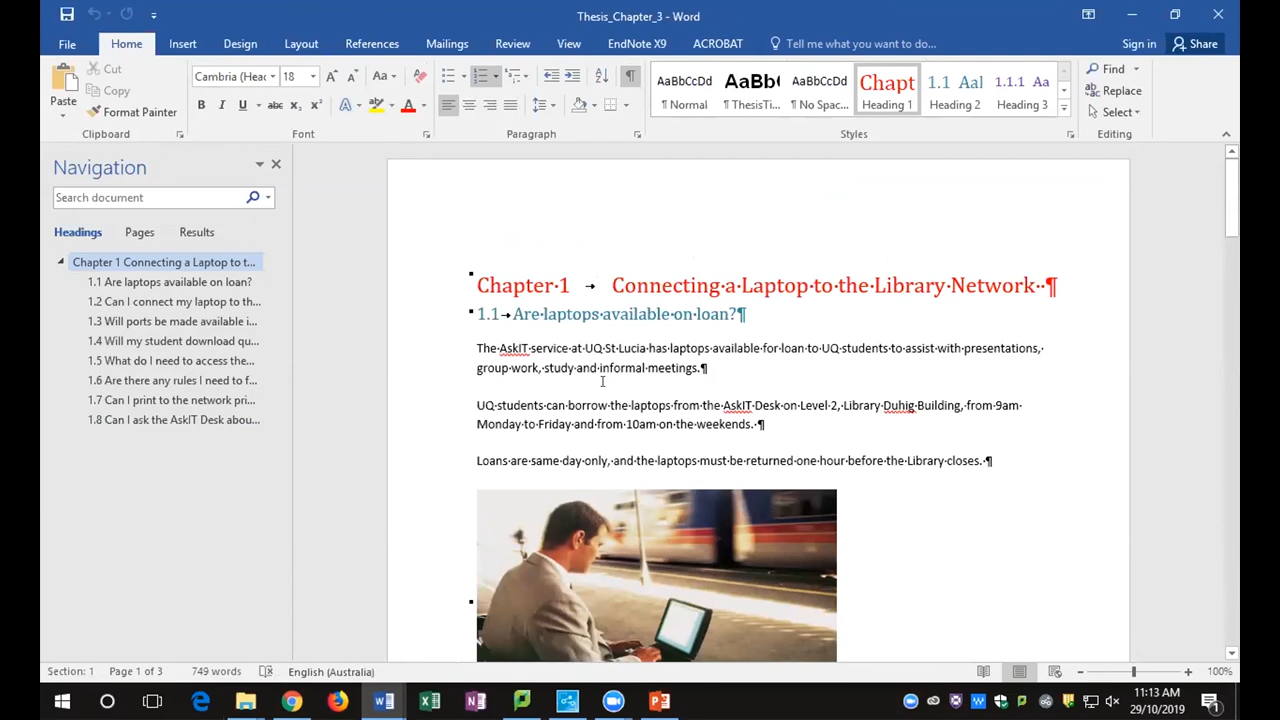 Thesis_Chapter_3 - Word
File Home Insert Design Layout References Mailings Review View EndNote X9 ACROBAT Tell me what you want to do... Sign in Share
Paste
Cut
Copy
Format Painter
Clipboard
Cambria (Hea 18
Font
Paragraph
AaBbCcDd AaBb AaBbCcDd Chapt 1.1 Aal 1.1.1 Aa
¶ Normal ¶ ThesisTi... ¶ No Spac... Heading 1 Heading 2 Heading 3
Styles
Find
Replace
Select
Editing
Navigation
Search document
Headings Pages Results
Chapter 1 Connecting a Laptop to t...
1.1 Are laptops available on loan?
1.2 Can I connect my laptop to th...
1.3 Will ports be made available i...
1.4 Will my student download qu...
1.5 What do I need to access the...
1.6 Are there any rules I need to f...
1.7 Can I print to the network pri...
1.8 Can I ask the AskIT Desk abou...
Chapter·1 → Connecting·a·Laptop·to·the·Library·Network··¶
1.1→Are·laptops·available·on·loan?¶
The·AskIT·service·at·UQ·St·Lucia·has·laptops·available·for·loan·to·UQ·students·to·assist·with·presentations,·
group·work,·study·and·informal·meetings.¶
UQ·students·can·borrow·the·laptops·from·the·AskIT·Desk·on·Level·2,·Library·Duhig·Building,·from·9am·
Monday·to·Friday·and·from·10am·on·the·weekends.·¶
Loans·are·same·day·only,·and·the·laptops·must·be·returned·one·hour·before·the·Library·closes.·¶
Section: 1 Page 1 of 3 749 words English (Australia) 100%
11:13 AM
29/10/2019